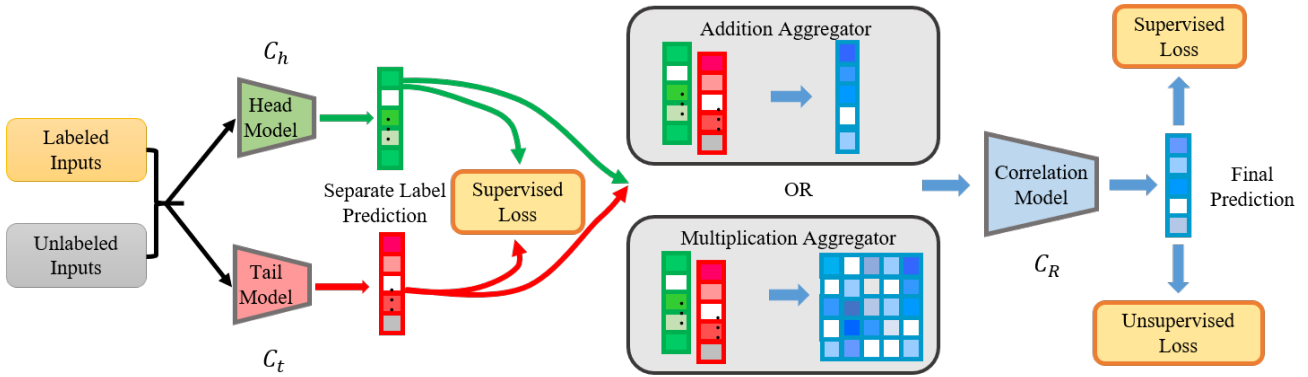 Labeled
Inputs
Unlabeled
Inputs
C_h
Head
Model
Tail
Model
C_t
Separate Label
Prediction
Supervised
Loss
Addition Aggregator
OR
Multiplication Aggregator
Correlation
Model
C_R
Supervised
Loss
Final
Prediction
Unsupervised
Loss